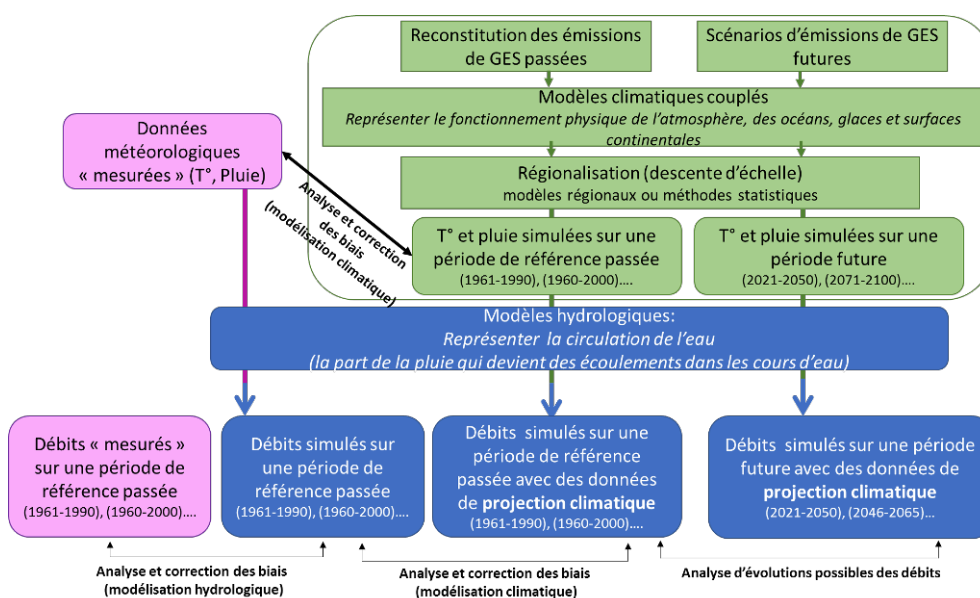 Reconstitution des émissions
de GES passées
Scénarios d'émissions de GES
futures
Modèles climatiques couplés
Représenter le fonctionnement physique de l'atmosphère, des océans, glaces et surfaces
continentales
Données
météorologiques
« mesurées » (T°, Pluie)
Régionalisation (descente d'échelle)
modèles régionaux ou méthodes statistiques
Analyse et correction
des biais
(modélisation climatique)
T° et pluie simulées sur une
période de référence passée
(1961-1990), (1960-2000)....
T° et pluie simulées sur une
période future
(2021-2050), (2071-2100)....
Modèles hydrologiques:
Représenter la circulation de l'eau
(la part de la pluie qui devient des écoulements dans les cours d'eau)
Débits « mesurés »
sur une période de
référence passée
(1961-1990), (1960-2000)....
Débits simulés sur
une période de
référence passée
(1961-1990), (1960-2000)....
Débits simulés sur une
période de référence
passée avec des données
de projection climatique
(1961-1990), (1960-2000)....
Débits simulés sur une période
future avec des données de
projection climatique
(2021-2050), (2046-2065)...
Analyse et correction des biais
(modélisation hydrologique)
Analyse et correction des biais
(modélisation climatique)
Analyse d'évolutions possibles des débits